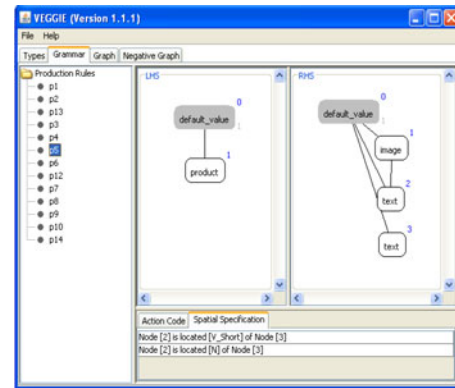 VEGGIE (Version 1.1.1)
File Help
Types Grammar Graph Negative Graph
Production Rules
p1
p2
p13
p3
p4
p5
p6
p12
p7
p8
p9
p10
p14
LHS
0
default_value
1
1
product
RHS
0
default_value
1
1
image
2
text
3
text
Action Code Spatial Specification
Node [2] is located [V_Short] of Node [3]
Node [2] is located [N] of Node [3]